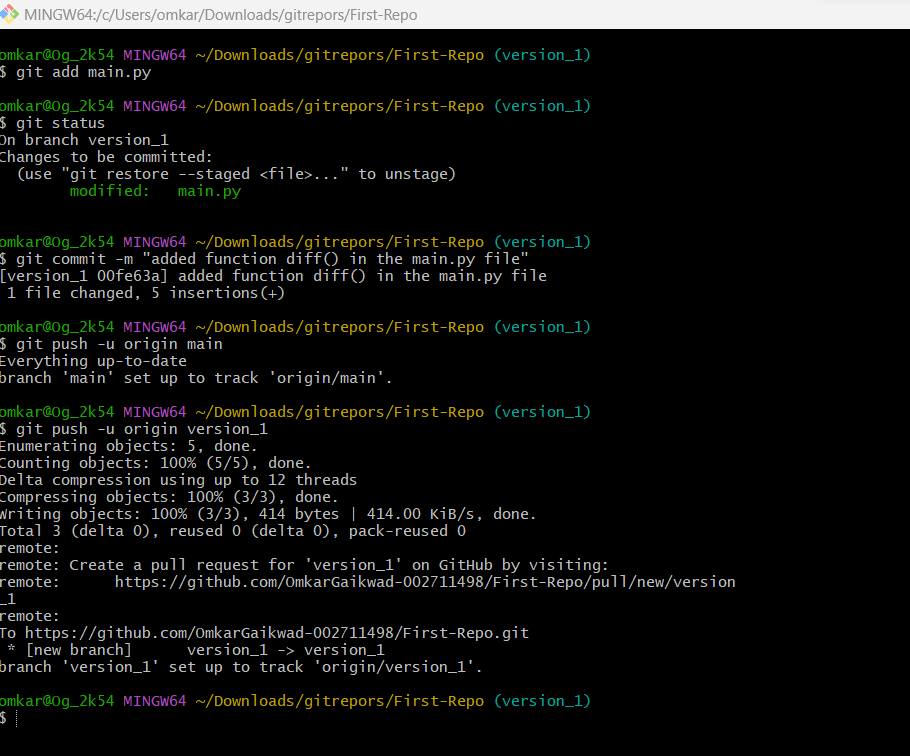 MINGW64:/c/Users/omkar/Downloads/gitrepors/First-Repo
omkar@Og_2k54 MINGW64 ~/Downloads/gitrepors/First-Repo (version_1)
$ git add main.py
omkar@Og_2k54 MINGW64 ~/Downloads/gitrepors/First-Repo (version_1)
$ git status
On branch version_1
Changes to be committed:
  (use "git restore --staged <file>..." to unstage)
        modified:   main.py
omkar@Og_2k54 MINGW64 ~/Downloads/gitrepors/First-Repo (version_1)
$ git commit -m "added function diff() in the main.py file"
[version_1 00fe63a] added function diff() in the main.py file
 1 file changed, 5 insertions(+)
omkar@Og_2k54 MINGW64 ~/Downloads/gitrepors/First-Repo (version_1)
$ git push -u origin main
Everything up-to-date
branch 'main' set up to track 'origin/main'.
omkar@Og_2k54 MINGW64 ~/Downloads/gitrepors/First-Repo (version_1)
$ git push -u origin version_1
Enumerating objects: 5, done.
Counting objects: 100% (5/5), done.
Delta compression using up to 12 threads
Compressing objects: 100% (3/3), done.
Writing objects: 100% (3/3), 414 bytes | 414.00 KiB/s, done.
Total 3 (delta 0), reused 0 (delta 0), pack-reused 0
remote:
remote: Create a pull request for 'version_1' on GitHub by visiting:
remote:      https://github.com/OmkarGaikwad-002711498/First-Repo/pull/new/version
_1
remote:
To https://github.com/OmkarGaikwad-002711498/First-Repo.git
 * [new branch]      version_1 -> version_1
branch 'version_1' set up to track 'origin/version_1'.
omkar@Og_2k54 MINGW64 ~/Downloads/gitrepors/First-Repo (version_1)
$